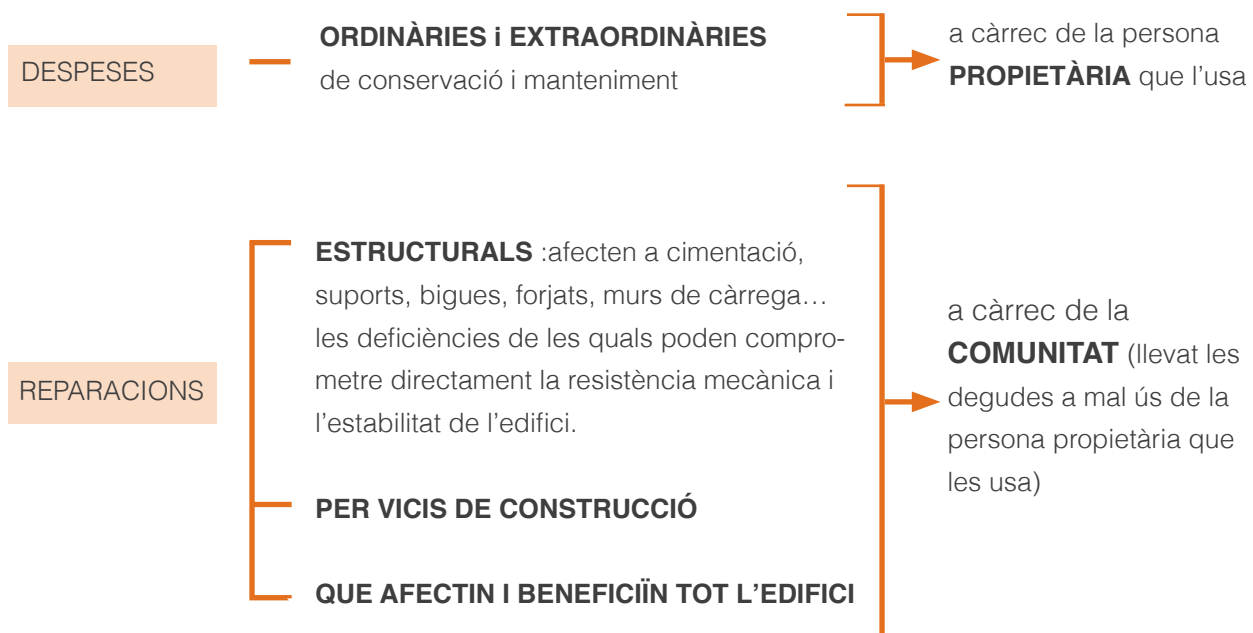 DESPESES
ORDINÀRIES i EXTRAORDINÀRIES
de conservació i manteniment
a càrrec de la persona
PROPIETÀRIA que l’usa
REPARACIONS
ESTRUCTURALS :afecten a cimentació,
suports, bigues, forjats, murs de càrrega…
les deficiències de les quals poden compro-
metre directament la resistència mecànica i
l’estabilitat de l’edifici.
PER VICIS DE CONSTRUCCIÓ
QUE AFECTIN I BENEFICIÏN TOT L’EDIFICI
a càrrec de la
COMUNITAT (llevat les
degudes a mal ús de la
persona propietària que
les usa)